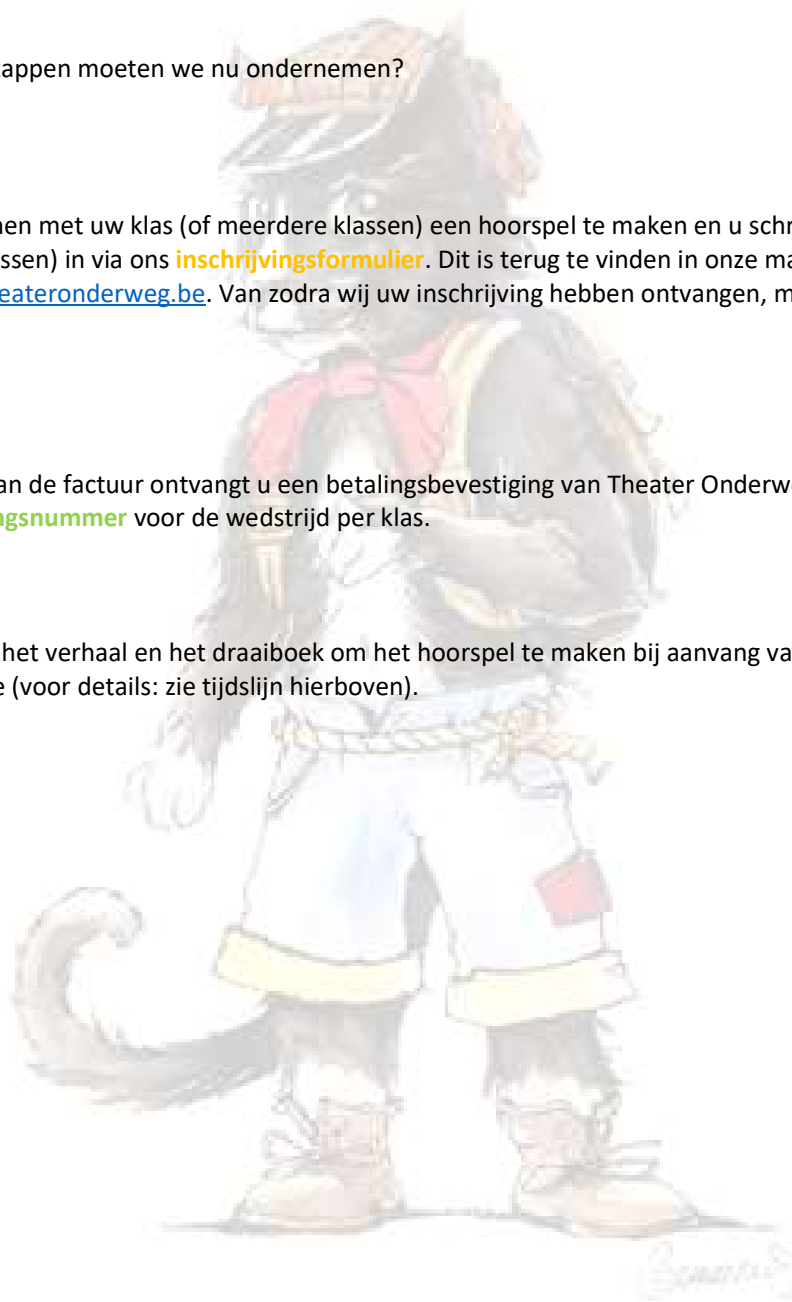 tappen moeten we nu ondernemen?
nen met uw klas (of meerdere klassen) een hoorspel te maken en u schr
ssen) in via ons inschrijvingsformulier. Dit is terug te vinden in onze ma
eateronderweg.be. Van zodra wij uw inschrijving hebben ontvangen, m
an de factuur ontvangt u een betalingsbevestiging van Theater Onderwe
ngsnummer voor de wedstrijd per klas.
het verhaal en het draaiboek om het hoorspel te maken bij aanvang va
e (voor details: zie tijdslijn hierboven).